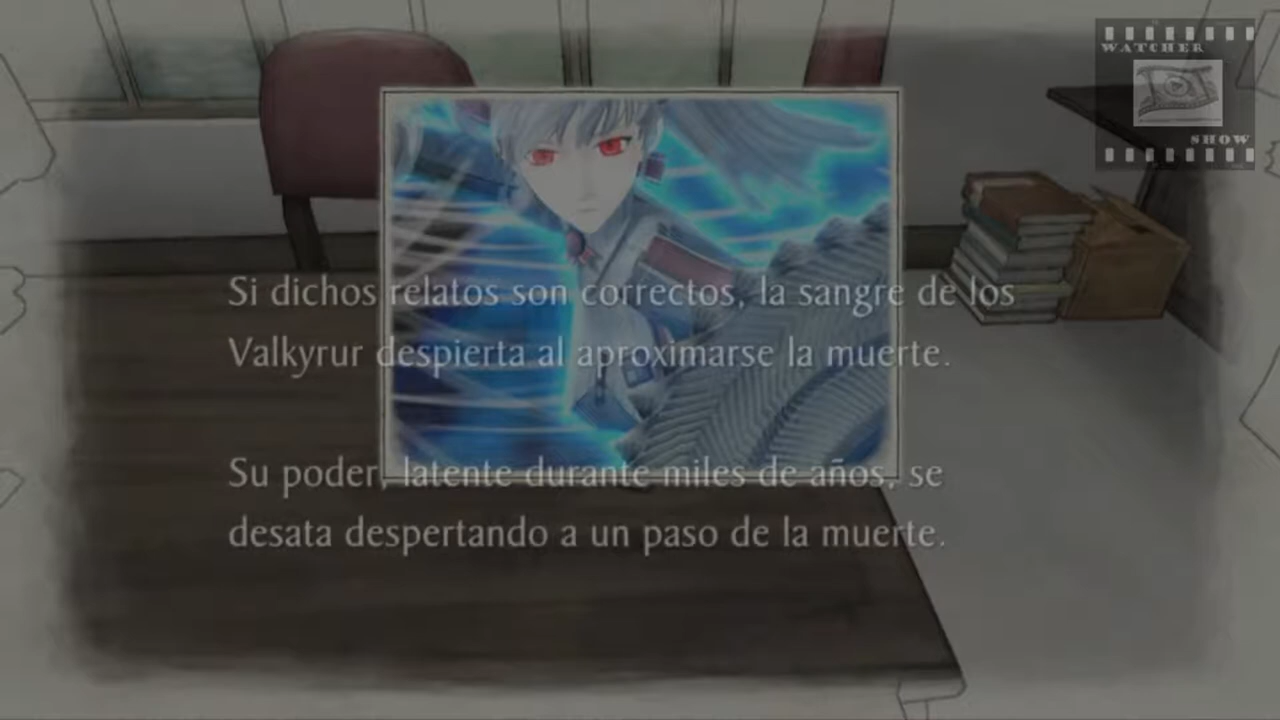 WATCHER
SHOW
Si dichos relatos son correctos, la sangre de los
Valkyrur despierta al aproximarse la muerte.
Su poder, latente durante miles de años, se
desata despertando a un paso de la muerte.